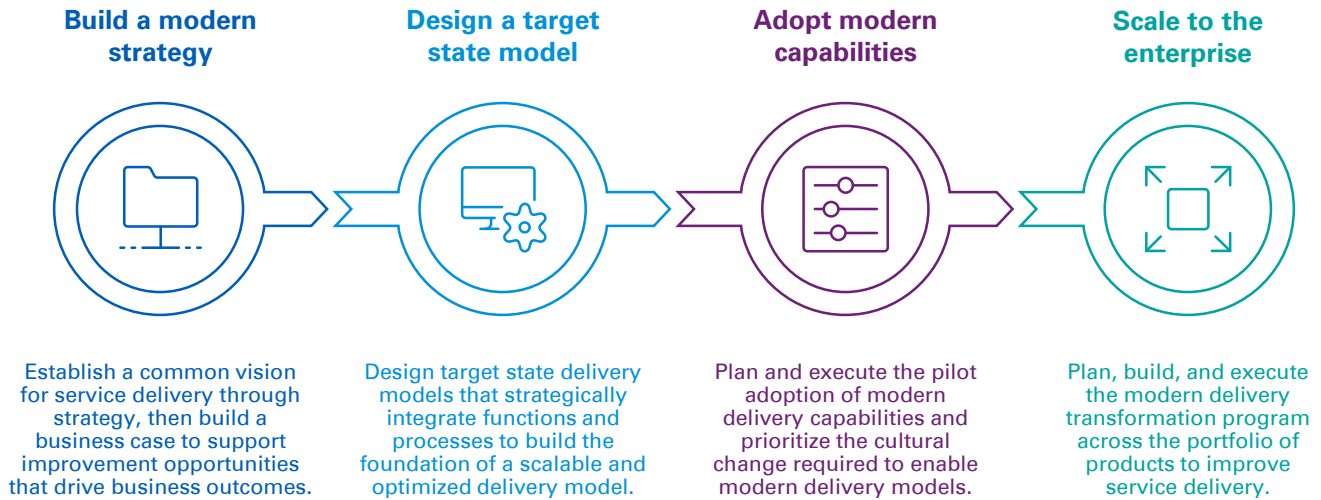 Build a modern
strategy
Design a target
state model
Adopt modern
capabilities
Scale to the
enterprise
Establish a common vision
for service delivery through
strategy, then build a
business case to support
improvement opportunities
that drive business outcomes.
Design target state delivery
models that strategically
integrate functions and
processes to build the
foundation of a scalable and
optimized delivery model.
Plan and execute the pilot
adoption of modern
delivery capabilities and
prioritize the cultural
change required to enable
modern delivery models.
Plan, build, and execute
the modern delivery
transformation program
across the portfolio of
products to improve
service delivery.